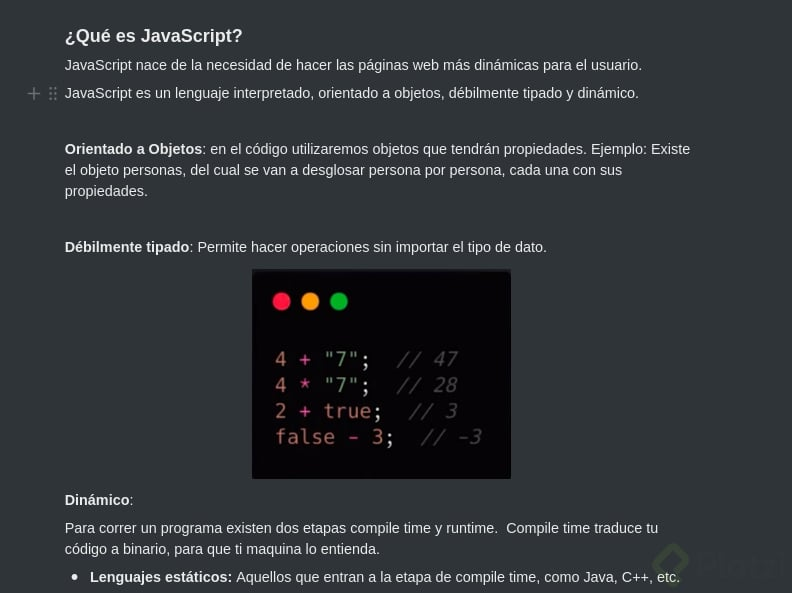 ¿Qué es JavaScript?
JavaScript nace de la necesidad de hacer las páginas web más dinámicas para el usuario.
JavaScript es un lenguaje interpretado, orientado a objetos, débilmente tipado y dinámico.
Orientado a Objetos: en el código utilizaremos objetos que tendrán propiedades. Ejemplo: Existe
el objeto personas, del cual se van a desglosar persona por persona, cada una con sus
propiedades.
Débilmente tipado: Permite hacer operaciones sin importar el tipo de dato.
4 + "7"; // 47
4 * "7"; // 28
2 + true; // 3
false - 3; // -3
Dinámico:
Para correr un programa existen dos etapas compile time y runtime. Compile time traduce tu
código a binario, para que ti maquina lo entienda.
• Lenguajes estáticos: Aquellos que entran a la etapa de compile time, como Java, C++, etc.